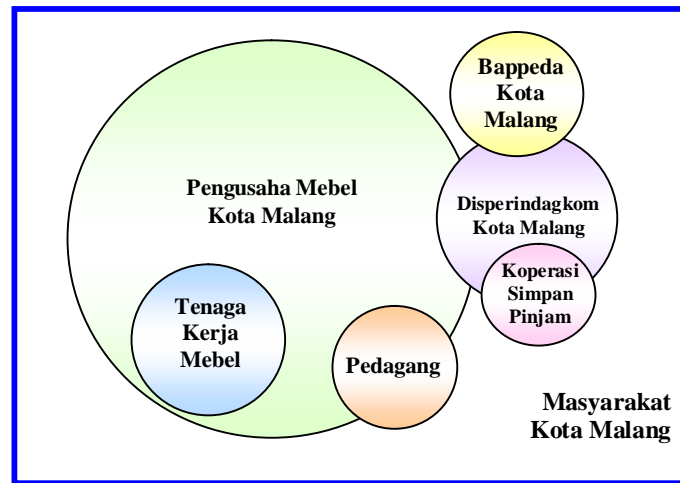 Bappeda
Kota
Malang
Pengusaha Mebel
Kota Malang
Disperindagkom
Kota Malang
Koperasi
Simpan
Pinjam
Tenaga
Kerja
Mebel
Pedagang
Masyarakat
Kota Malang